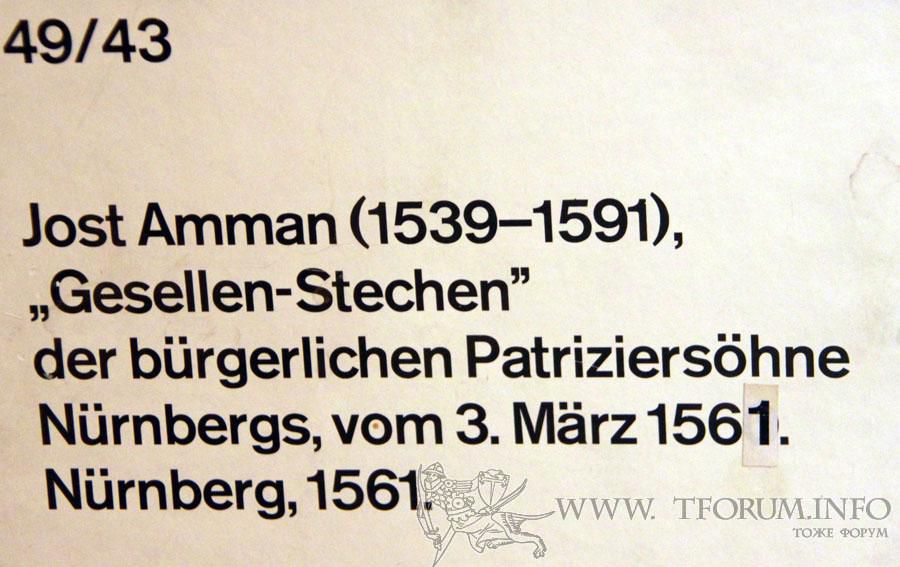 49/43
Jost Amman (1539–1591),
„Gesellen-Stechen”
der bürgerlichen Patriziersöhne
Nürnbergs, vom 3. März 1561.
Nürnberg, 1561.
WWW. TFORUM.INFO
ТОЖЕ ФОРУМ